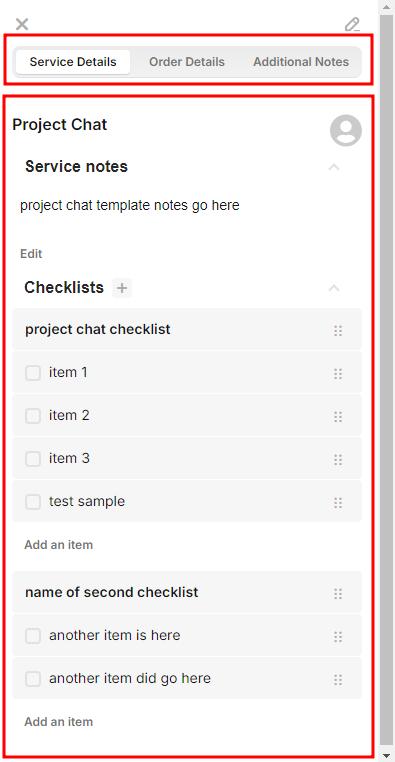 Service Details Order Details Additional Notes
Project Chat
Service notes
project chat template notes go here
Edit
Checklists +
project chat checklist
item 1
item 2
item 3
test sample
Add an item
name of second checklist
another item is here
another item did go here
Add an item